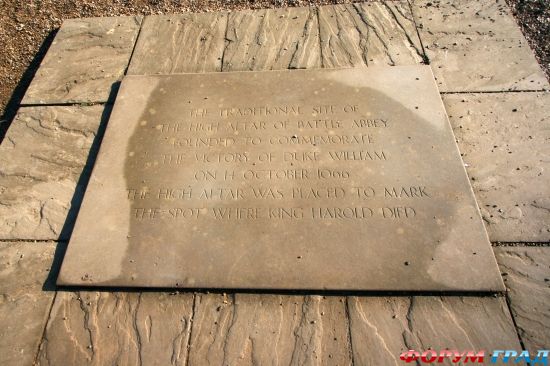 THE TRADITIONAL SITE OF
THE HIGH ALTAR OF BATTLE ABBEY
FOUNDED TO COMMEMORATE
THE VICTORY OF DUKE WILLIAM
ON 14 OCTOBER 1066
THE HIGH ALTAR WAS PLACED TO MARK
THE SPOT WHERE KING HAROLD DIED
ФОРУМ ГРАД